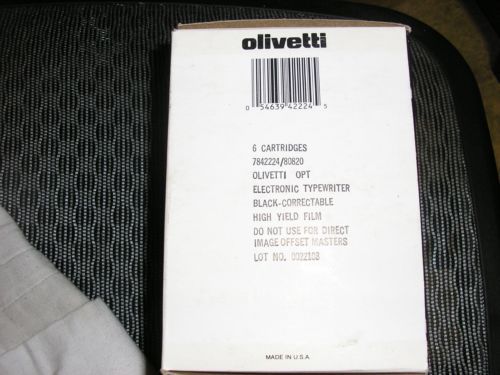 olivetti
0 54639 42224 5
6 CARTRIDGES
7842224/80820
OLIVETTI OPT
ELECTRONIC TYPEWRITER
BLACK-CORRECTABLE
HIGH YIELD FILM
DO NOT USE FOR DIRECT
IMAGE OFFSET MASTERS
LOT NO. 0022108
MADE IN U.S.A